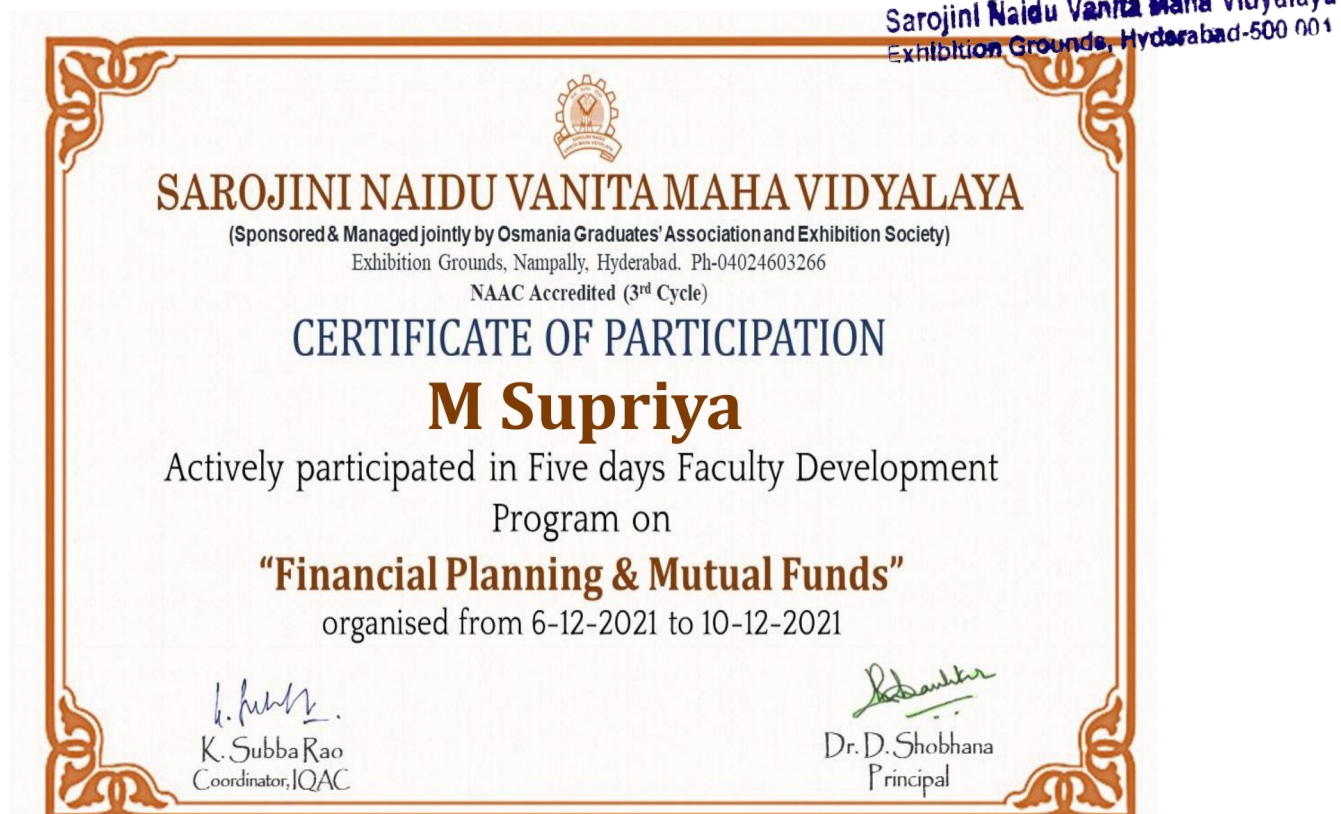 Sarojini Naidu Vanita Maha Vidyalaya
Exhibition Grounds, Hyderabad-500 001
SAROJINI NAIDU VANITA MAHA VIDYALAYA
(Sponsored & Managed jointly by Osmania Graduates' Association and Exhibition Society)
Exhibition Grounds, Nampally, Hyderabad. Ph-04024603266
NAAC Accredited (3rd Cycle)
CERTIFICATE OF PARTICIPATION
M Supriya
Actively participated in Five days Faculty Development
Program on
“Financial Planning & Mutual Funds”
organised from 6-12-2021 to 10-12-2021
K. Subba Rao
Coordinator, IQAC
Dr. D. Shobhana
Principal